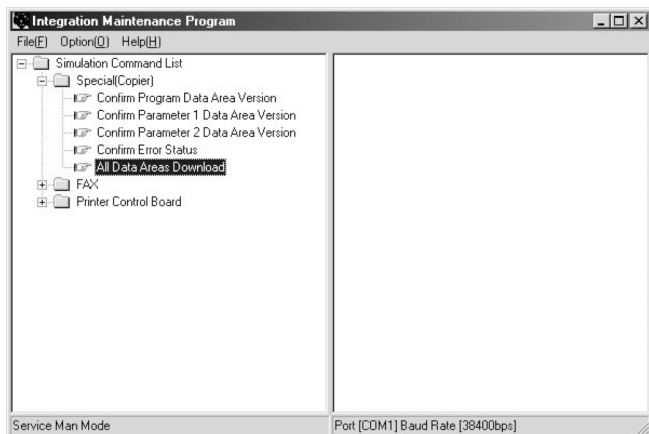 Integration Maintenance Program
File(F) Option(O) Help(H)
Simulation Command List
Special(Copier)
Confirm Program Data Area Version
Confirm Parameter 1 Data Area Version
Confirm Parameter 2 Data Area Version
Confirm Error Status
All Data Areas Download
FAX
Printer Control Board
Service Man Mode
Port [COM1] Baud Rate [38400bps]